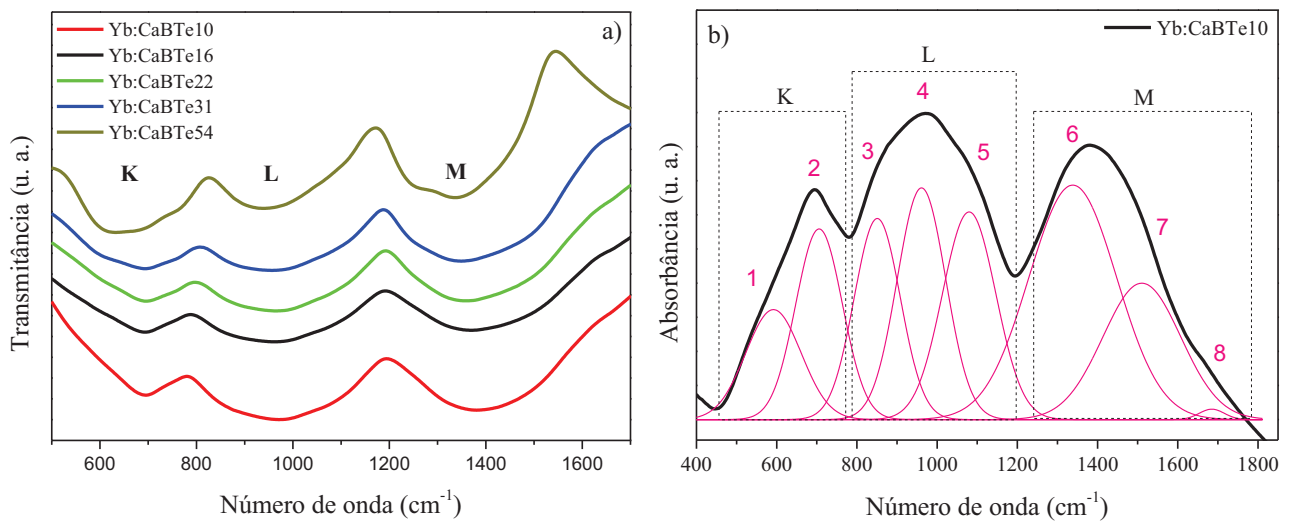 a)
Yb:CaBTe10
Yb:CaBTe16
Yb:CaBTe22
Yb:CaBTe31
Yb:CaBTe54
K
L
M
Transmitância (u. a.)
600 800 1000 1200 1400 1600
Número de onda (cm-1)
b)
Yb:CaBTe10
K
L
M
1
2
3
4
5
6
7
8
Absorbância (u. a.)
400 600 800 1000 1200 1400 1600 1800
Número de onda (cm-1)